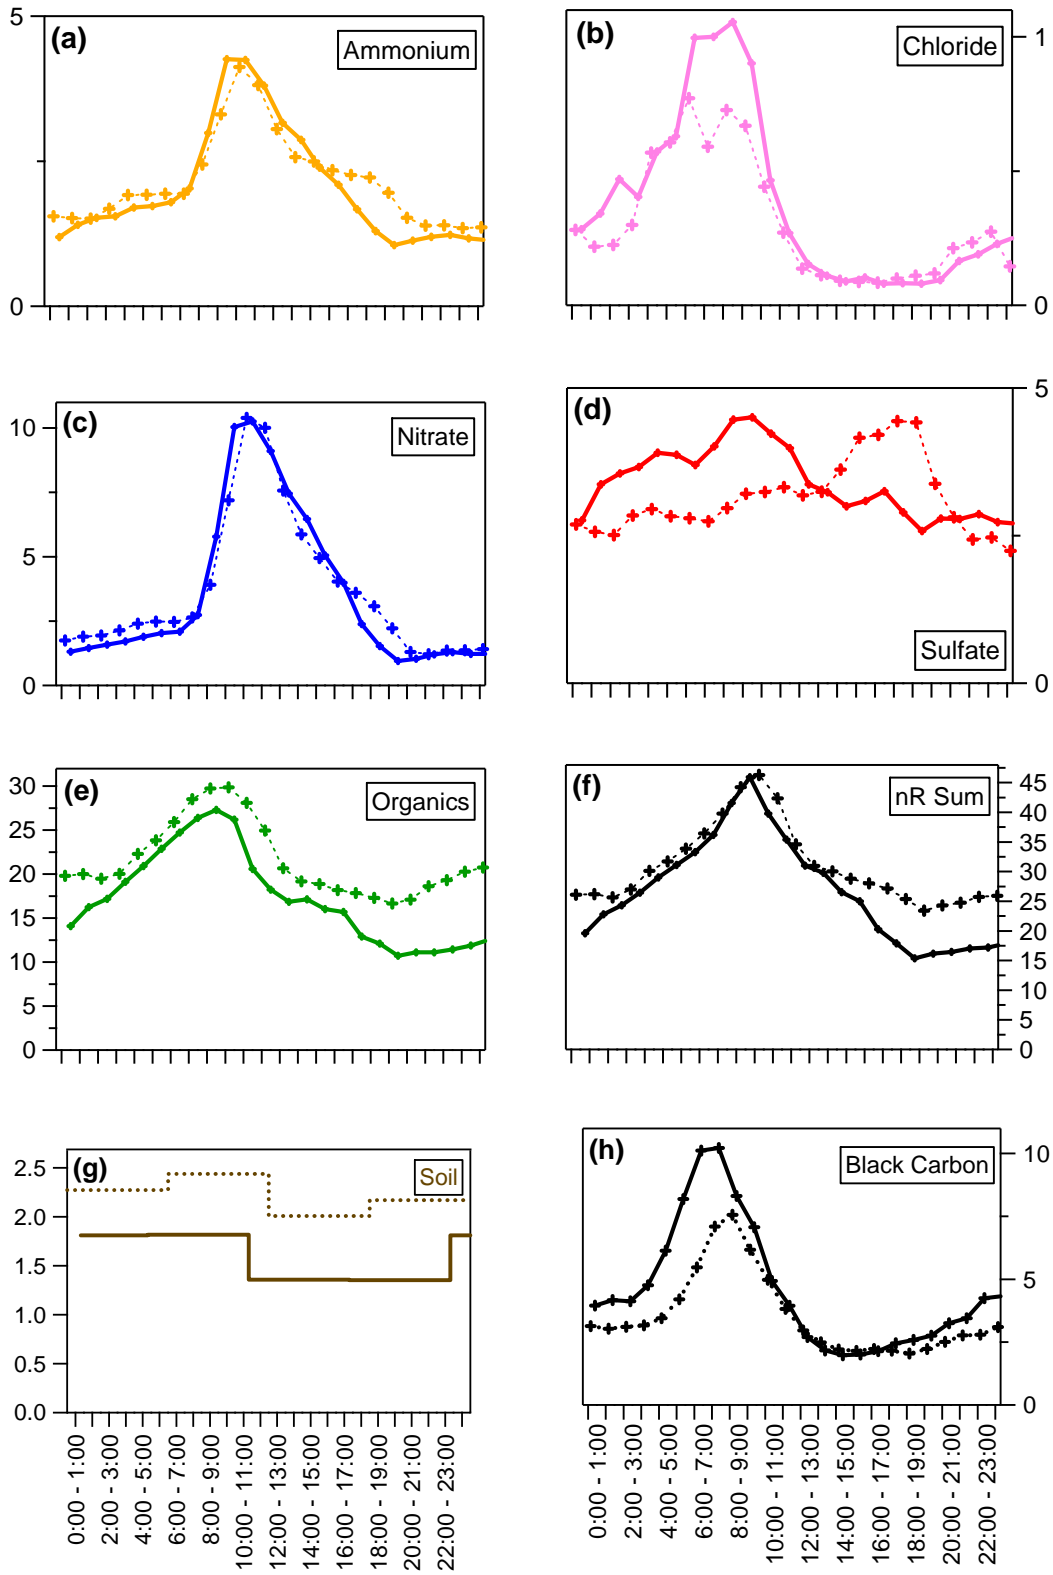 5
0
(a)
Ammonium
(b)
Chloride
1
0
10
5
0
(c)
Nitrate
(d)
Sulfate
5
0
30
25
20
15
10
5
0
(e)
Organics
(f)
nR Sum
45
40
35
30
25
20
15
10
5
0
2.5
2.0
1.5
1.0
0.5
0.0
(g)
Soil
(h)
Black Carbon
10
5
0
0:00 - 1:00
2:00 - 3:00
4:00 - 5:00
6:00 - 7:00
8:00 - 9:00
10:00 - 11:00
12:00 - 13:00
14:00 - 15:00
16:00 - 17:00
18:00 - 19:00
20:00 - 21:00
22:00 - 23:00
0:00 - 1:00
2:00 - 3:00
4:00 - 5:00
6:00 - 7:00
8:00 - 9:00
10:00 - 11:00
12:00 - 13:00
14:00 - 15:00
16:00 - 17:00
18:00 - 19:00
20:00 - 21:00
22:00 - 23:00